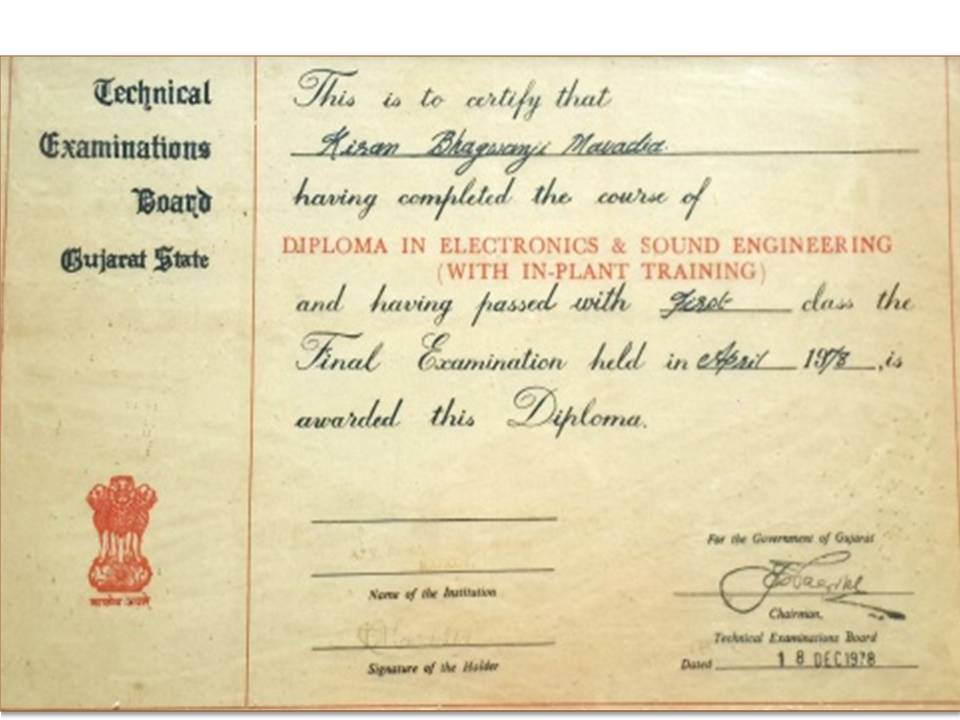 Technical
Examinations
Board
Gujarat State
This is to certify that
Kiran Bhagwanji Mavadia.
having completed the course of
DIPLOMA IN ELECTRONICS & SOUND ENGINEERING
(WITH IN-PLANT TRAINING)
and having passed with First class the
Final Examination held in April 1978, is
awarded this Diploma.
सत्यमेव जयते
Name of the Institution
Signature of the Holder
For the Government of Gujarat
Chairman,
Technical Examinations Board
Dated 18 DEC 1978